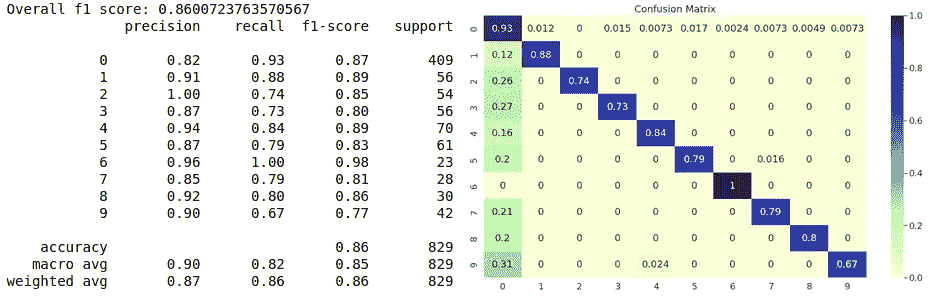 Overall f1 score: 0.8600723763570567
precision recall f1-score support
0 0.82 0.93 0.87 409
1 0.91 0.88 0.89 56
2 1.00 0.74 0.85 54
3 0.87 0.73 0.80 56
4 0.94 0.84 0.89 70
5 0.87 0.79 0.83 61
6 0.96 1.00 0.98 23
7 0.85 0.79 0.81 28
8 0.92 0.80 0.86 30
9 0.90 0.67 0.77 42
accuracy 0.86 829
macro avg 0.90 0.82 0.85 829
weighted avg 0.87 0.86 0.86 829
Confusion Matrix
0 0.93 0.012 0 0.015 0.0073 0.017 0.0024 0.0073 0.0049 0.0073
1 0.12 0.88 0 0 0 0 0 0 0 0
2 0.26 0 0.74 0 0 0 0 0 0 0
3 0.27 0 0 0.73 0 0 0 0 0 0
4 0.16 0 0 0 0.84 0 0 0 0 0
5 0.2 0 0 0 0 0.79 0 0.016 0 0
6 0 0 0 0 0 0 1 0 0 0
7 0.21 0 0 0 0 0 0 0.79 0 0
8 0.2 0 0 0 0 0 0 0 0.8 0
9 0.31 0 0 0 0.024 0 0 0 0 0.67
0 1 2 3 4 5 6 7 8 9
1.0
0.8
0.6
0.4
0.2
0.0